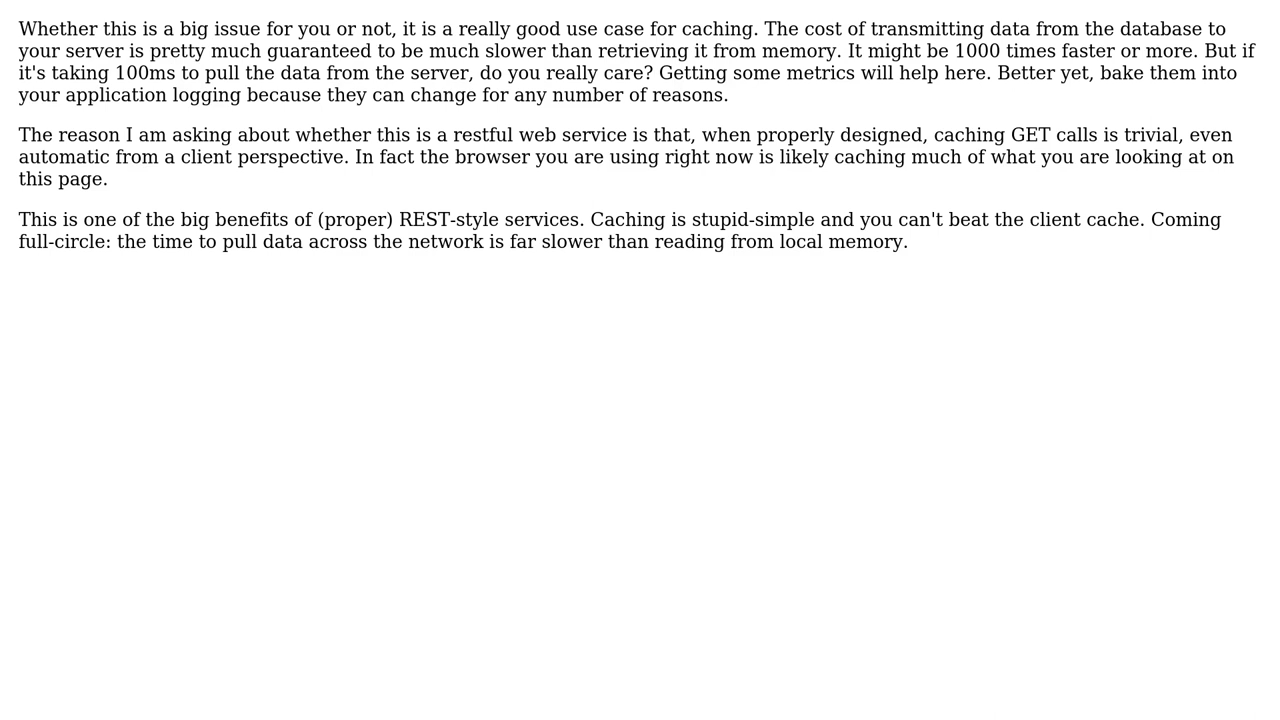 Whether this is a big issue for you or not, it is a really good use case for caching. The cost of transmitting data from the database to
your server is pretty much guaranteed to be much slower than retrieving it from memory. It might be 1000 times faster or more. But if
it's taking 100ms to pull the data from the server, do you really care? Getting some metrics will help here. Better yet, bake them into
your application logging because they can change for any number of reasons.
The reason I am asking about whether this is a restful web service is that, when properly designed, caching GET calls is trivial, even
automatic from a client perspective. In fact the browser you are using right now is likely caching much of what you are looking at on
this page.
This is one of the big benefits of (proper) REST-style services. Caching is stupid-simple and you can't beat the client cache. Coming
full-circle: the time to pull data across the network is far slower than reading from local memory.